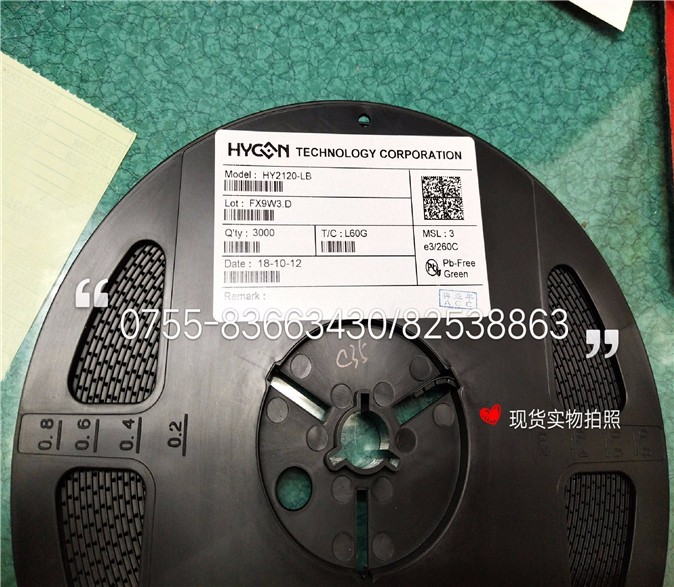 HYCON TECHNOLOGY CORPORATION
Model : HY2120-LB
Lot : FX9W3.D
Q'ty : 3000
T/C : L60G
MSL : 3
e3/260C
Date : 18-10-12
Pb-Free
Green
Remark :
A C C
“
0755-83663430/82538863
”
C35
现货实物拍照
0.8
0.6
0.4
0.2